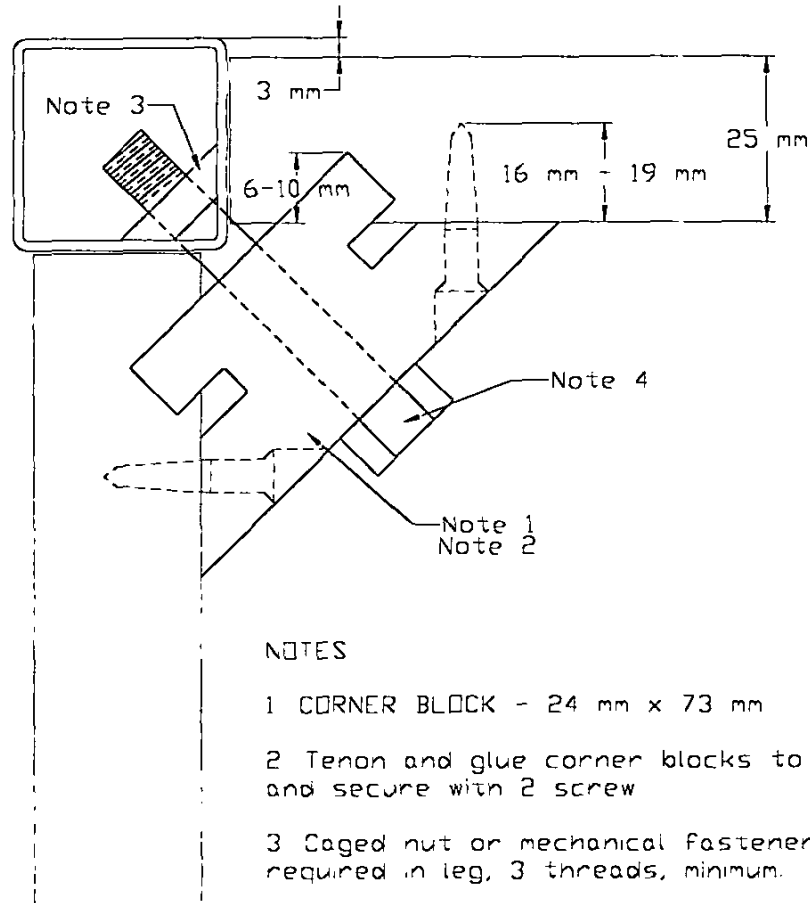 3 mm
Note 3
25 mm
6-10 mm
16 mm - 19 mm
Note 4
Note 1
Note 2
NOTES
1 CORNER BLOCK - 24 mm x 73 mm
2 Tenon and glue corner blocks to
and secure with 2 screw
3 Caged nut or mechanical fastener
required in leg, 3 threads, minimum.